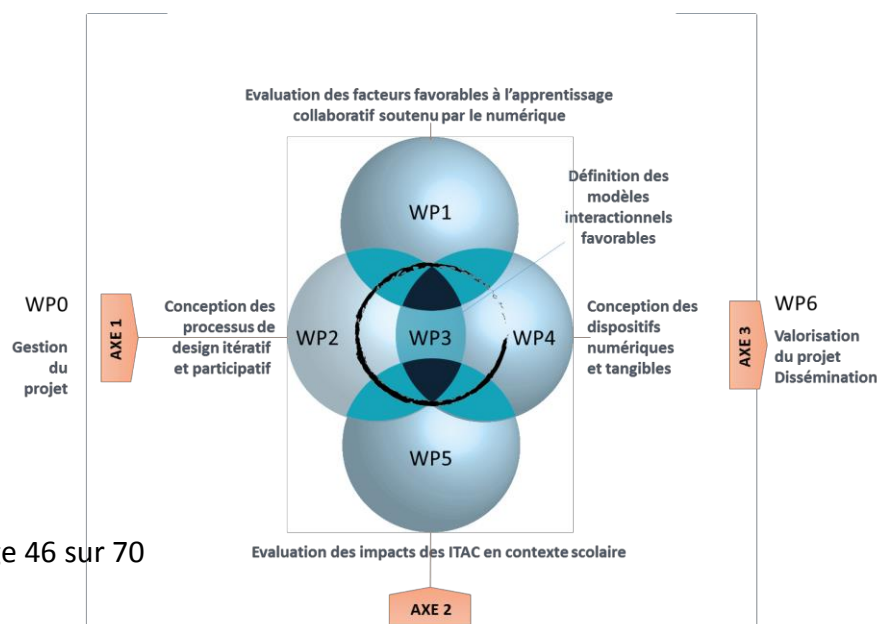 Evaluation des facteurs favorables à l'apprentissage
collaboratif soutenu par le numérique
Définition des
modèles
interactionnels
favorables
WP1
WP0
Gestion
du
projet
AXE 1
Conception des
processus de
design itératif
et participatif
WP2
WP3
WP4
Conception des
dispositifs
numériques
et tangibles
AXE 3
WP6
Valorisation
du projet
Dissémination
WP5
46 sur 70
Evaluation des impacts des ITAC en contexte scolaire
AXE 2